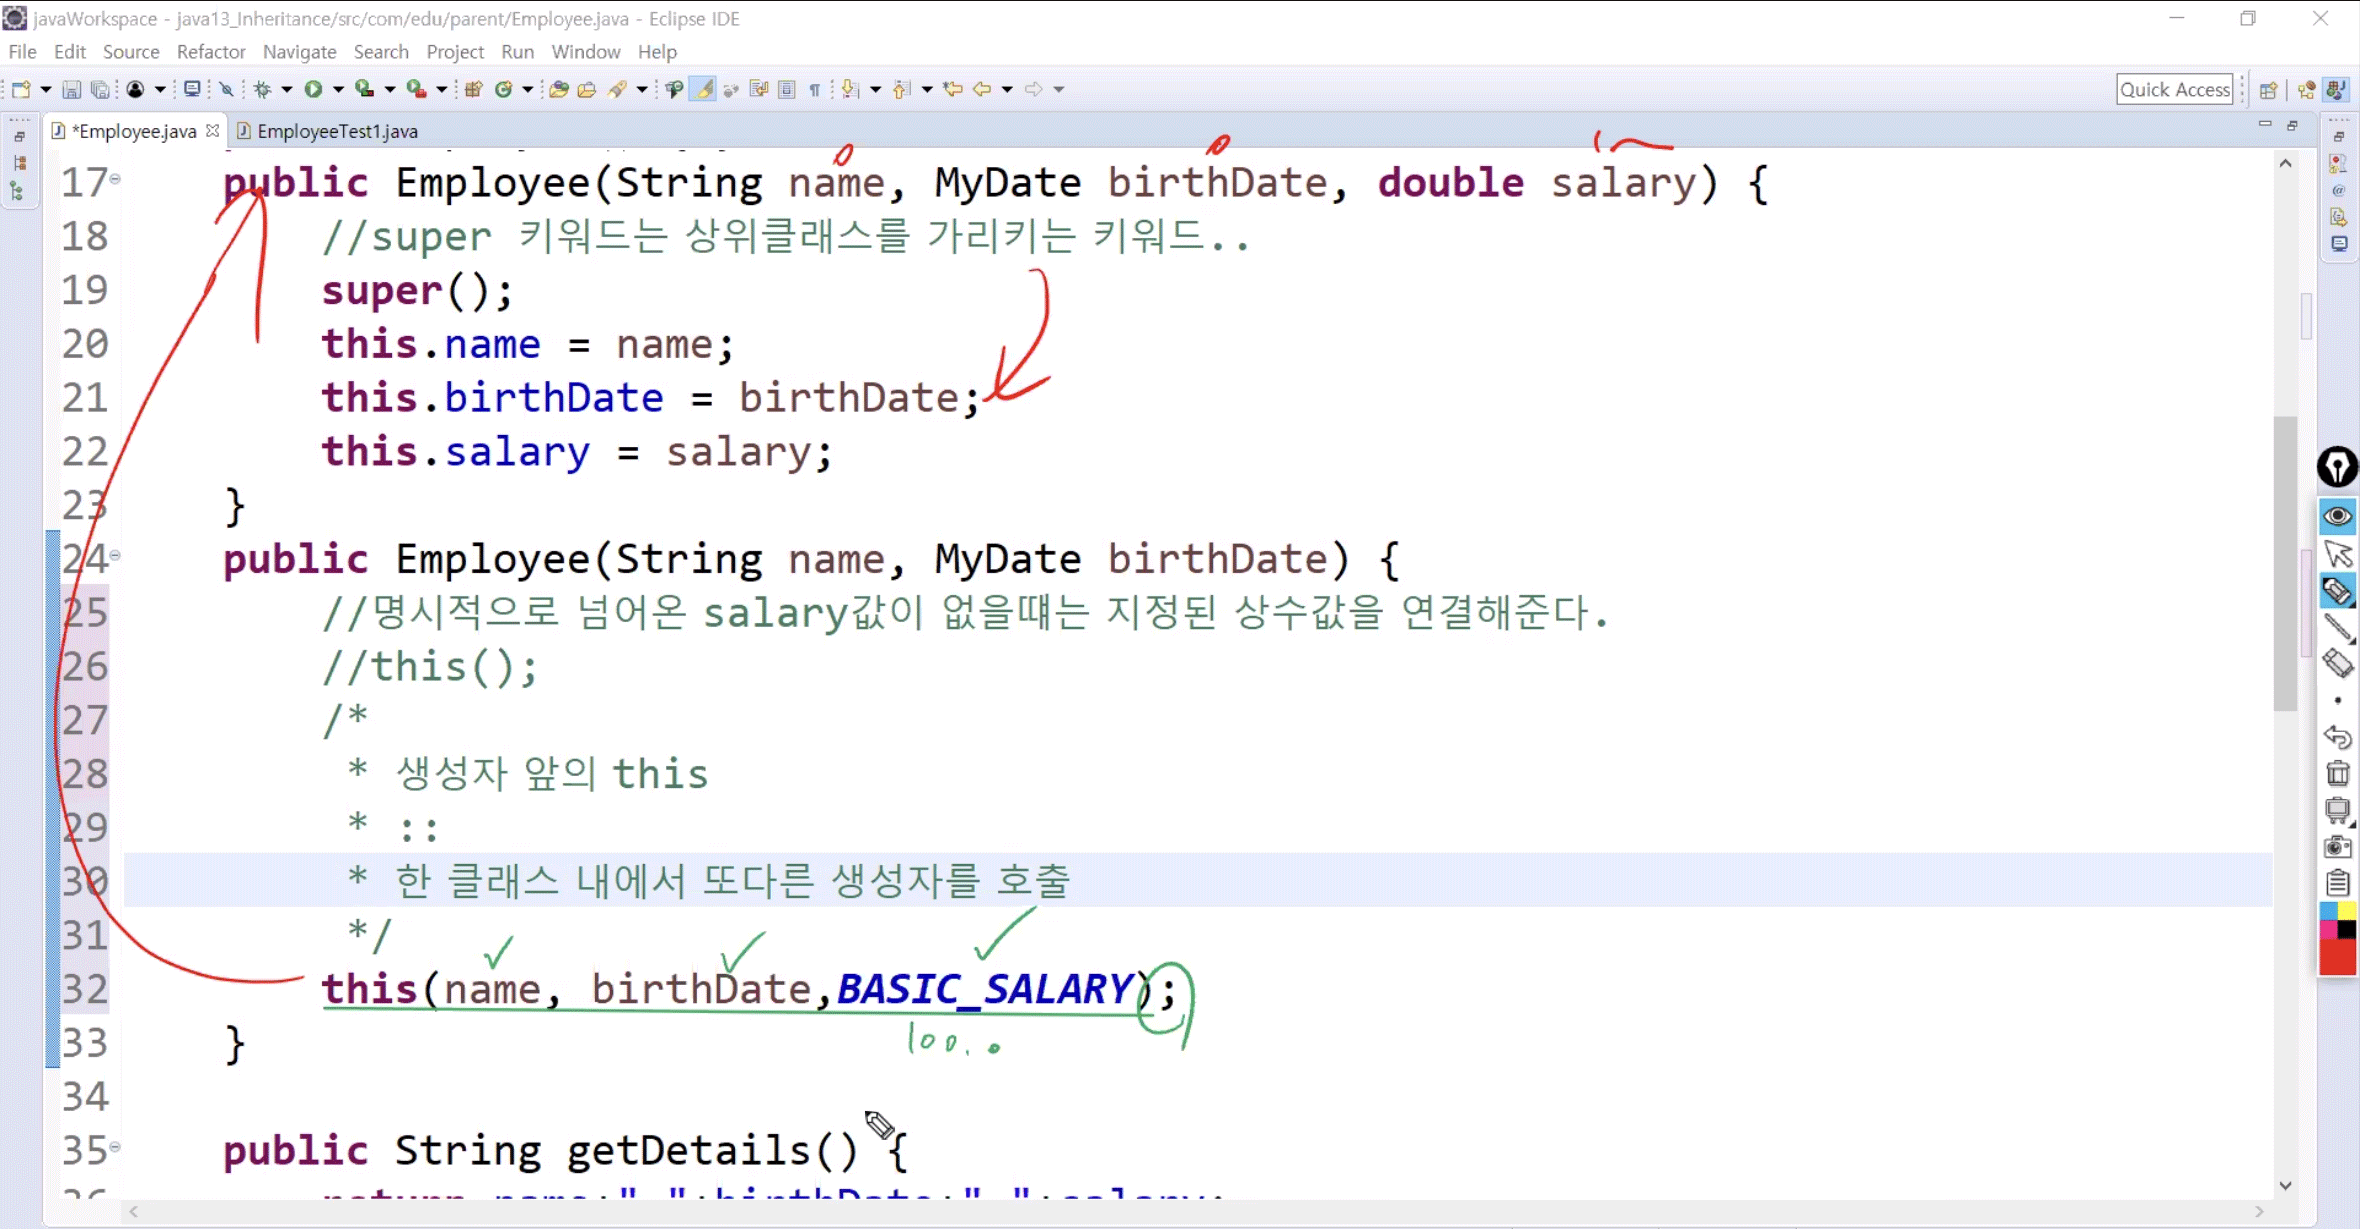 javaWorkspace - java13_Inheritance/src/com/edu/parent/Employee.java - Eclipse IDE
File Edit Source Refactor Navigate Search Project Run Window Help
Quick Access
*Employee.java EmployeeTest1.java
17 public Employee(String name, MyDate birthDate, double salary) {
18 //super 키워드는 상위클래스를 가리키는 키워드..
19 super();
20 this.name = name;
21 this.birthDate = birthDate;
22 this.salary = salary;
23 }
24 public Employee(String name, MyDate birthDate) {
25 //명시적으로 넘어온 salary값이 없을떄는 지정된 상수값을 연결해준다.
26 //this();
27 /*
28 * 생성자 앞의 this
29 * ::
30 * 한 클래스 내에서 또다른 생성자를 호출
31 */
32 this(name, birthDate,BASIC_SALARY);
100..
33 }
34
35 public String getDetails() {
36 return name+" "+birthDate+" "+salary;